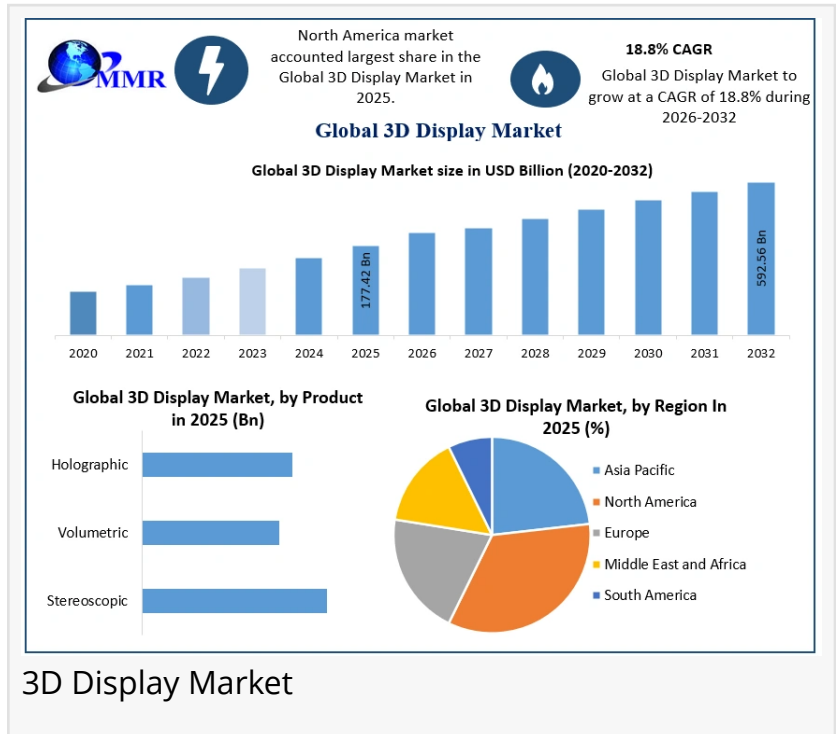 MMR
North America market
accounted largest share in the
Global 3D Display Market in
2025.
18.8% CAGR
Global 3D Display Market to
grow at a CAGR of 18.8% during
2026-2032
Global 3D Display Market
Global 3D Display Market size in USD Billion (2020-2032)
177.42 Bn
592.56 Bn
2020 2021 2022 2023 2024 2025 2026 2027 2028 2029 2030 2031 2032
Global 3D Display Market, by Product
in 2025 (Bn)
Holographic
Volumetric
Stereoscopic
Global 3D Display Market, by Region In
2025 (%)
Asia Pacific
North America
Europe
Middle East and Africa
South America
3D Display Market